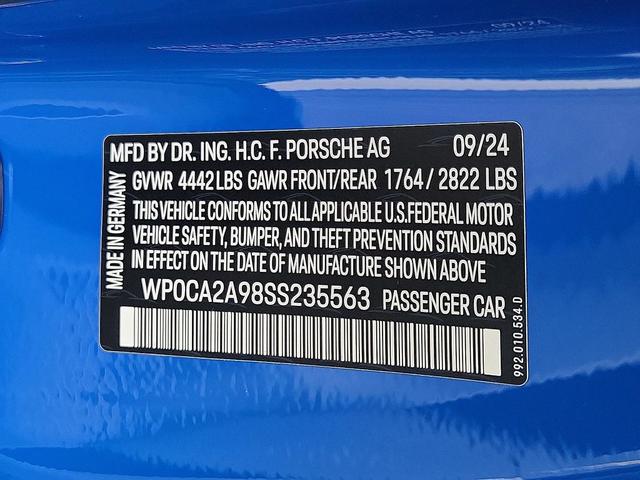 MFD BY DR. ING. H.C. F. PORSCHE AG 09/24
GVWR 4442 LBS GAWR FRONT/REAR 1764 / 2822 LBS
THIS VEHICLE CONFORMS TO ALL APPLICABLE U.S. FEDERAL MOTOR
VEHICLE SAFETY, BUMPER, AND THEFT PREVENTION STANDARDS
IN EFFECT ON THE DATE OF MANUFACTURE SHOWN ABOVE
WP0CA2A98SS235563 PASSENGER CAR
MADE IN GERMANY
992.010.534.D